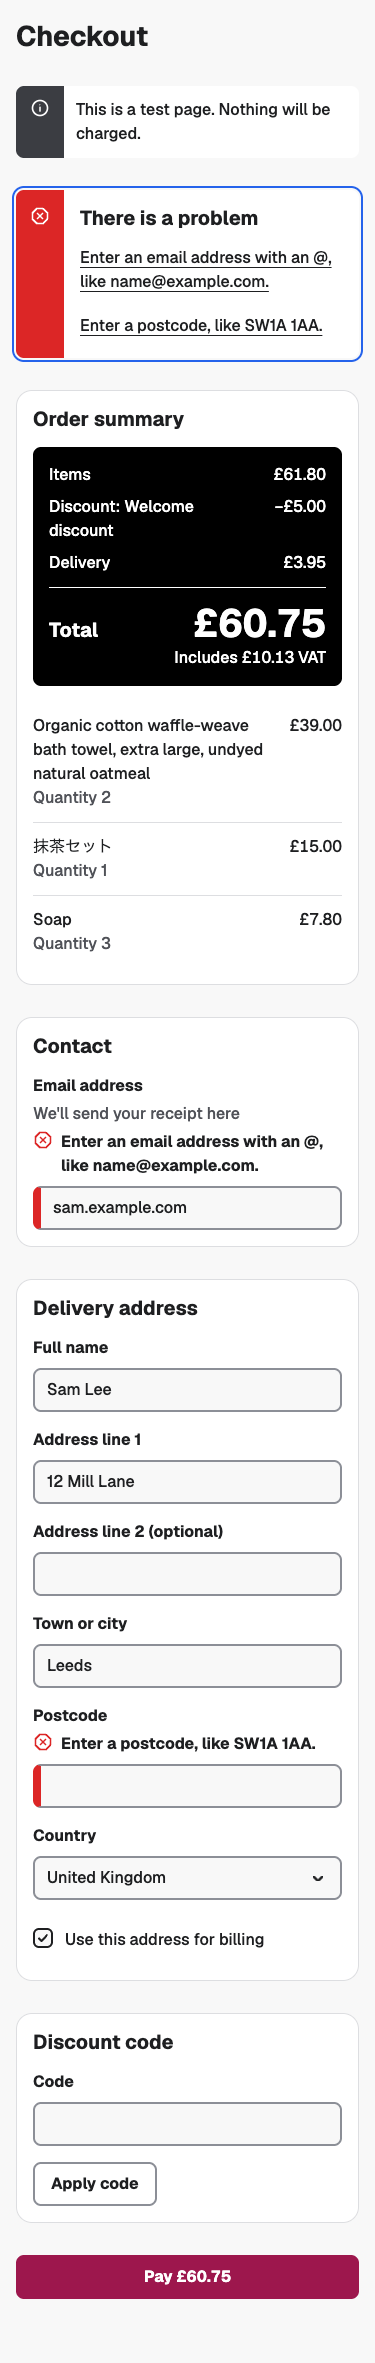 Checkout
This is a test page. Nothing will be
charged.
There is a problem
Enter an email address with an @,
like name@example.com.
Enter a postcode, like SW1A 1AA.
Order summary
Items £61.80
Discount: Welcome −£5.00
discount
Delivery £3.95
Total £60.75
Includes £10.13 VAT
Organic cotton waffle-weave £39.00
bath towel, extra large, undyed
natural oatmeal
Quantity 2
抹茶セット £15.00
Quantity 1
Soap £7.80
Quantity 3
Contact
Email address
We'll send your receipt here
Enter an email address with an @,
like name@example.com.
sam.example.com
Delivery address
Full name
Sam Lee
Address line 1
12 Mill Lane
Address line 2 (optional)
Town or city
Leeds
Postcode
Enter a postcode, like SW1A 1AA.
Country
United Kingdom
Use this address for billing
Discount code
Code
Apply code
Pay £60.75